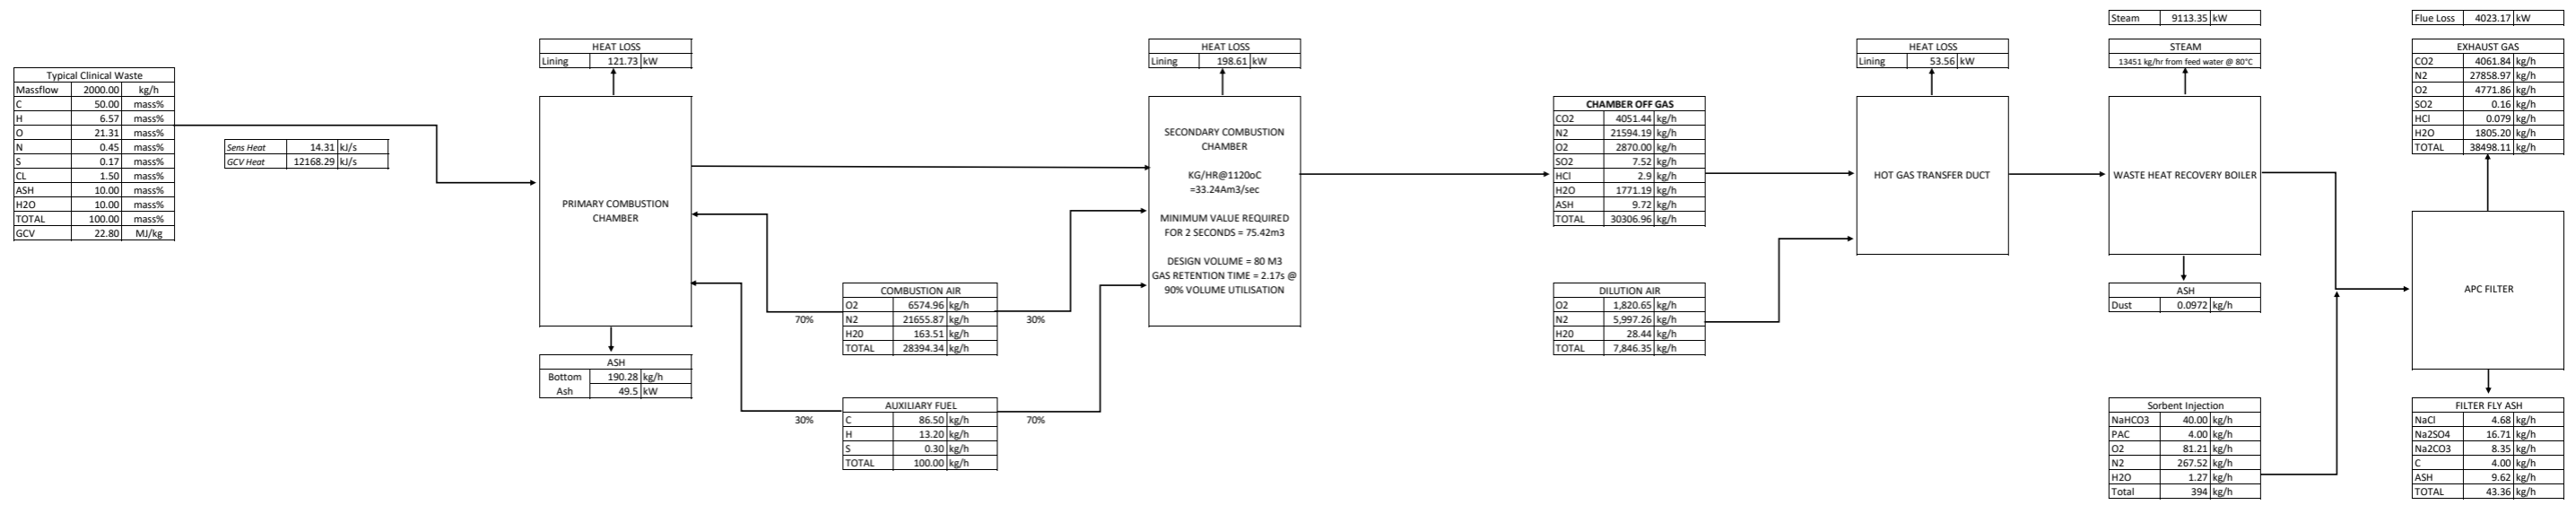 Typical Clinical Waste
Massflow 2000.00 kg/h
C 50.00 mass%
H 6.57 mass%
O 21.31 mass%
N 0.45 mass%
S 0.17 mass%
CL 1.50 mass%
ASH 10.00 mass%
H2O 10.00 mass%
TOTAL 100.00 mass%
GCV 22.80 MJ/kg
Sens Heat 14.31 kJ/s
GCV Heat 12168.29 kJ/s
HEAT LOSS
Lining 121.73 kW
PRIMARY COMBUSTION
CHAMBER
ASH
Bottom 190.28 kg/h
Ash 49.5 kW
70%
30%
COMBUSTION AIR
O2 6574.96 kg/h
N2 21655.87 kg/h
H20 163.51 kg/h
TOTAL 28394.34 kg/h
30%
AUXILIARY FUEL
C 86.50 kg/h
H 13.20 kg/h
S 0.30 kg/h
TOTAL 100.00 kg/h
70%
HEAT LOSS
Lining 198.61 kW
SECONDARY COMBUSTION
CHAMBER
KG/HR@1120oC
=33.24Am3/sec
MINIMUM VALUE REQUIRED
FOR 2 SECONDS = 75.42m3
DESIGN VOLUME = 80 M3
GAS RETENTION TIME = 2.17s @
90% VOLUME UTILISATION
CHAMBER OFF GAS
CO2 4051.44 kg/h
N2 21594.19 kg/h
O2 2870.00 kg/h
SO2 7.52 kg/h
HCl 2.9 kg/h
H2O 1771.19 kg/h
ASH 9.72 kg/h
TOTAL 30306.96 kg/h
DILUTION AIR
O2 1,820.65 kg/h
N2 5,997.26 kg/h
H20 28.44 kg/h
TOTAL 7,846.35 kg/h
HEAT LOSS
Lining 53.56 kW
HOT GAS TRANSFER DUCT
Steam 9113.35 kW
STEAM
13451 kg/hr from feed water @ 80°C
WASTE HEAT RECOVERY BOILER
ASH
Dust 0.0972 kg/h
Sorbent Injection
NaHCO3 40.00 kg/h
PAC 4.00 kg/h
O2 81.21 kg/h
N2 267.52 kg/h
H2O 1.27 kg/h
Total 394 kg/h
Flue Loss 4023.17 kW
EXHAUST GAS
CO2 4061.84 kg/h
N2 27858.97 kg/h
O2 4771.86 kg/h
SO2 0.16 kg/h
HCl 0.079 kg/h
H2O 1805.20 kg/h
TOTAL 38498.11 kg/h
APC FILTER
FILTER FLY ASH
NaCl 4.68 kg/h
Na2SO4 16.71 kg/h
Na2CO3 8.35 kg/h
C 4.00 kg/h
ASH 9.62 kg/h
TOTAL 43.36 kg/h